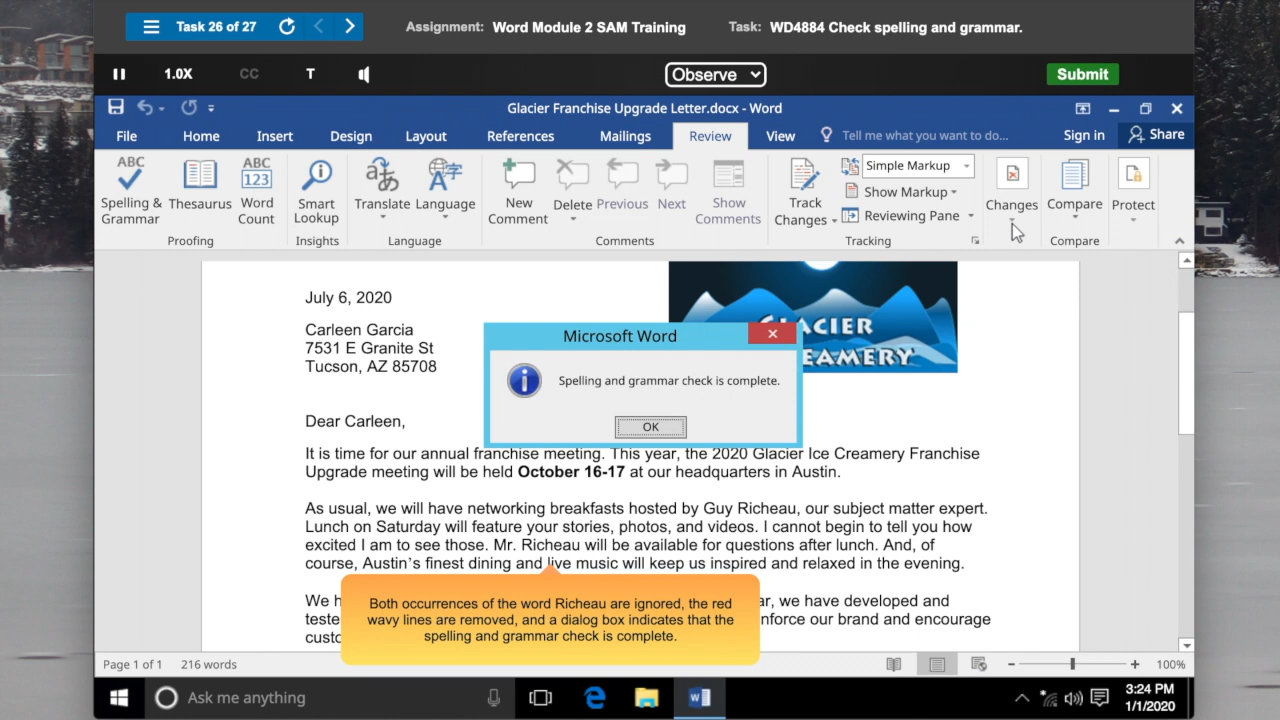 Task 26 of 27
Assignment: Word Module 2 SAM Training
Task: WD4884 Check spelling and grammar.
1.0X
CC
T
Observe
Submit
Glacier Franchise Upgrade Letter.docx - Word
File
Home
Insert
Design
Layout
References
Mailings
Review
View
Tell me what you want to do...
Sign in
Share
ABC
Spelling &
Grammar
Thesaurus
ABC
123
Word
Count
Proofing
Smart
Lookup
Insights
Translate
Language
Language
New
Comment
Delete
Previous
Next
Show
Comments
Comments
Track
Changes
Simple Markup
Show Markup
Reviewing Pane
Tracking
Changes
Compare
Compare
Protect
July 6, 2020
Carleen Garcia
7531 E Granite St
Tucson, AZ 85708
Microsoft Word
Spelling and grammar check is complete.
OK
Dear Carleen,
It is time for our annual franchise meeting. This year, the 2020 Glacier Ice Creamery Franchise
Upgrade meeting will be held October 16-17 at our headquarters in Austin.
As usual, we will have networking breakfasts hosted by Guy Richeau, our subject matter expert.
Lunch on Saturday will feature your stories, photos, and videos. I cannot begin to tell you how
excited I am to see those. Mr. Richeau will be available for questions after lunch. And, of
course, Austin's finest dining and live music will keep us inspired and relaxed in the evening.
Both occurrences of the word Richeau are ignored, the red
wavy lines are removed, and a dialog box indicates that the
spelling and grammar check is complete.
we have developed and
our brand and encourage
Page 1 of 1
216 words
100%
Ask me anything
3:24 PM
1/1/2020